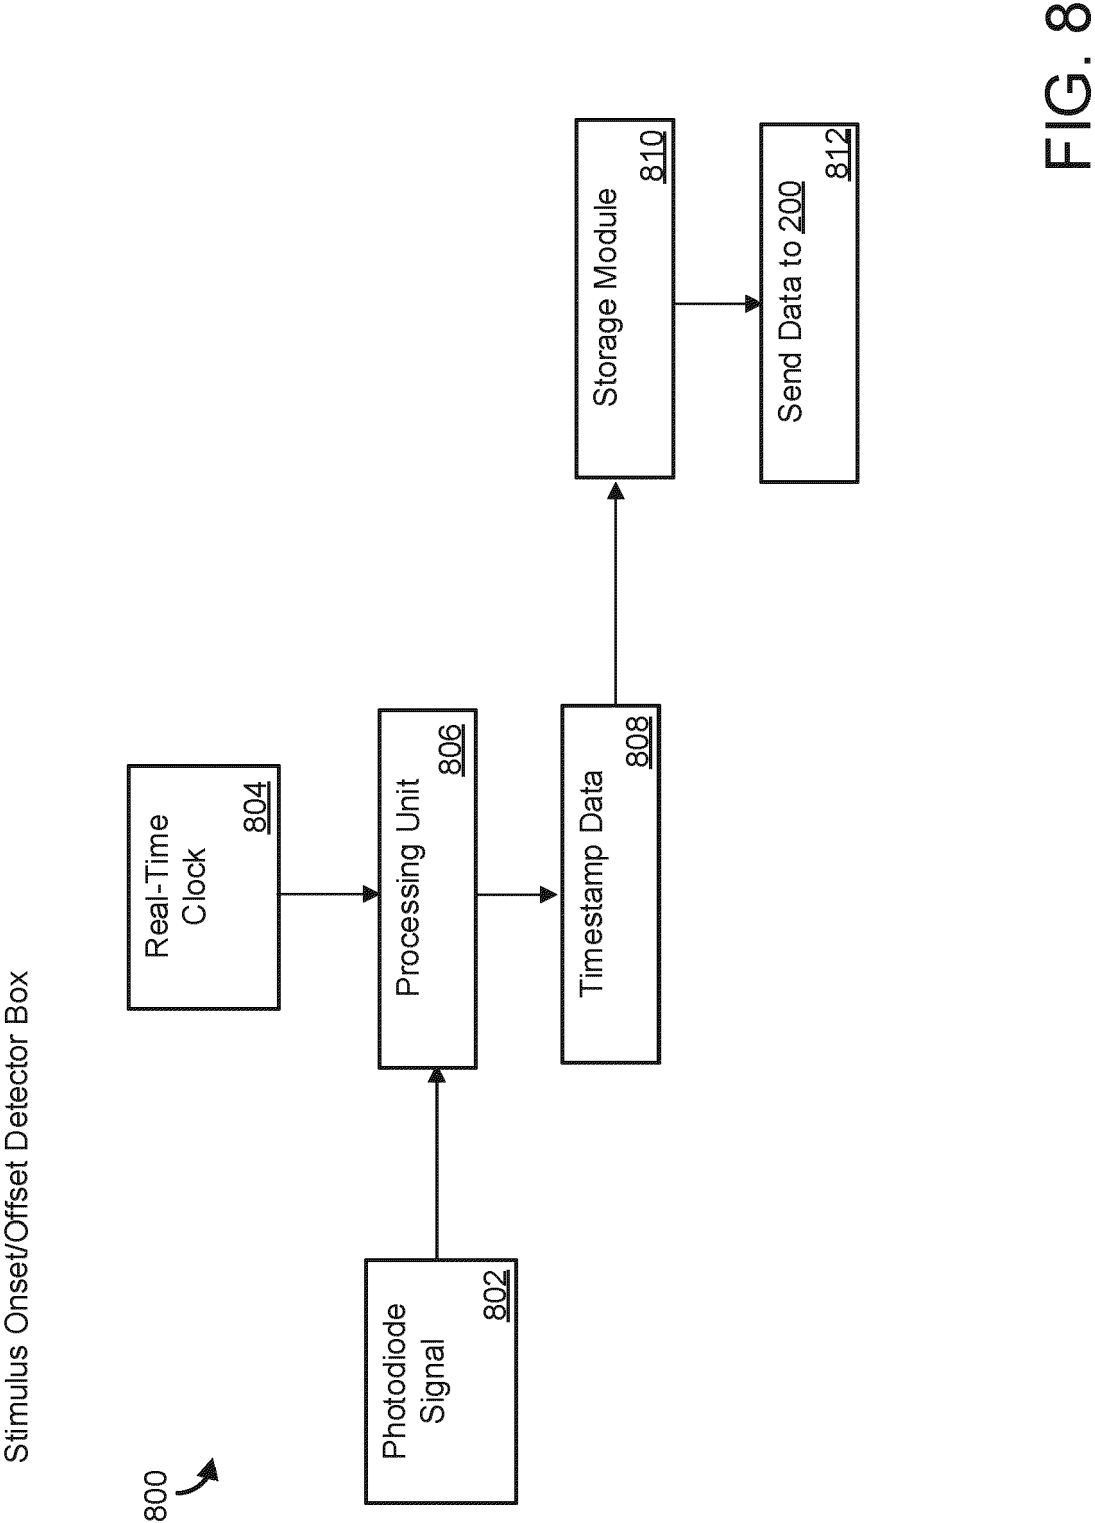 Stimulus Onset/Offset Detector Box
800
Real-Time
Clock
804
Photodiode
Signal
802
Processing Unit
806
Timestamp Data
808
Storage Module
810
Send Data to 200
812
FIG. 8